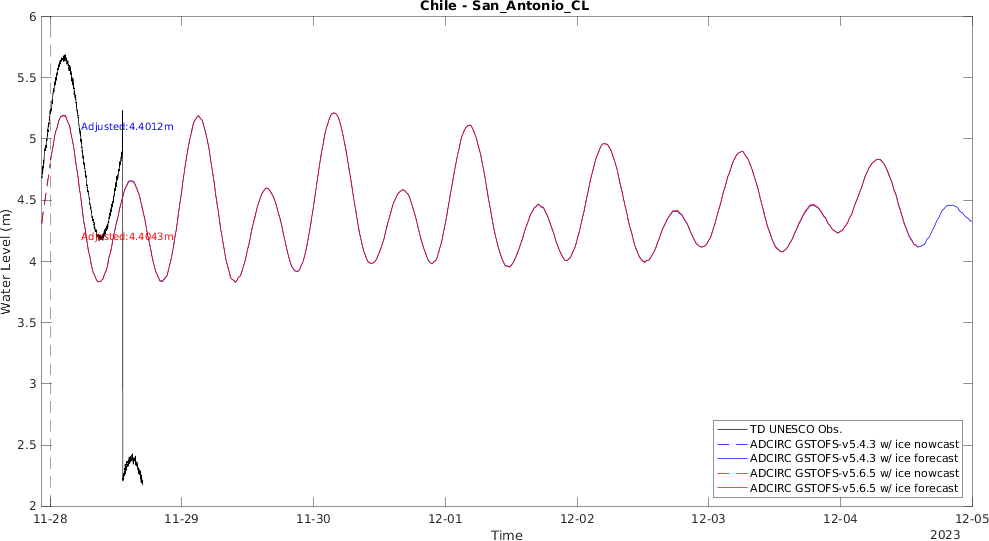 Chile - San_Antonio_CL
Water Level (m)
6
5.5
5
4.5
4
3.5
3
2.5
2
Adjusted:4.4012m
Adjusted:4.4043m
TD UNESCO Obs.
ADCIRC GSTOFS-v5.4.3 w/ ice nowcast
ADCIRC GSTOFS-v5.4.3 w/ ice forecast
ADCIRC GSTOFS-v5.6.5 w/ ice nowcast
ADCIRC GSTOFS-v5.6.5 w/ ice forecast
11-28 11-29 11-30 12-01 12-02 12-03 12-04 12-05
Time
2023